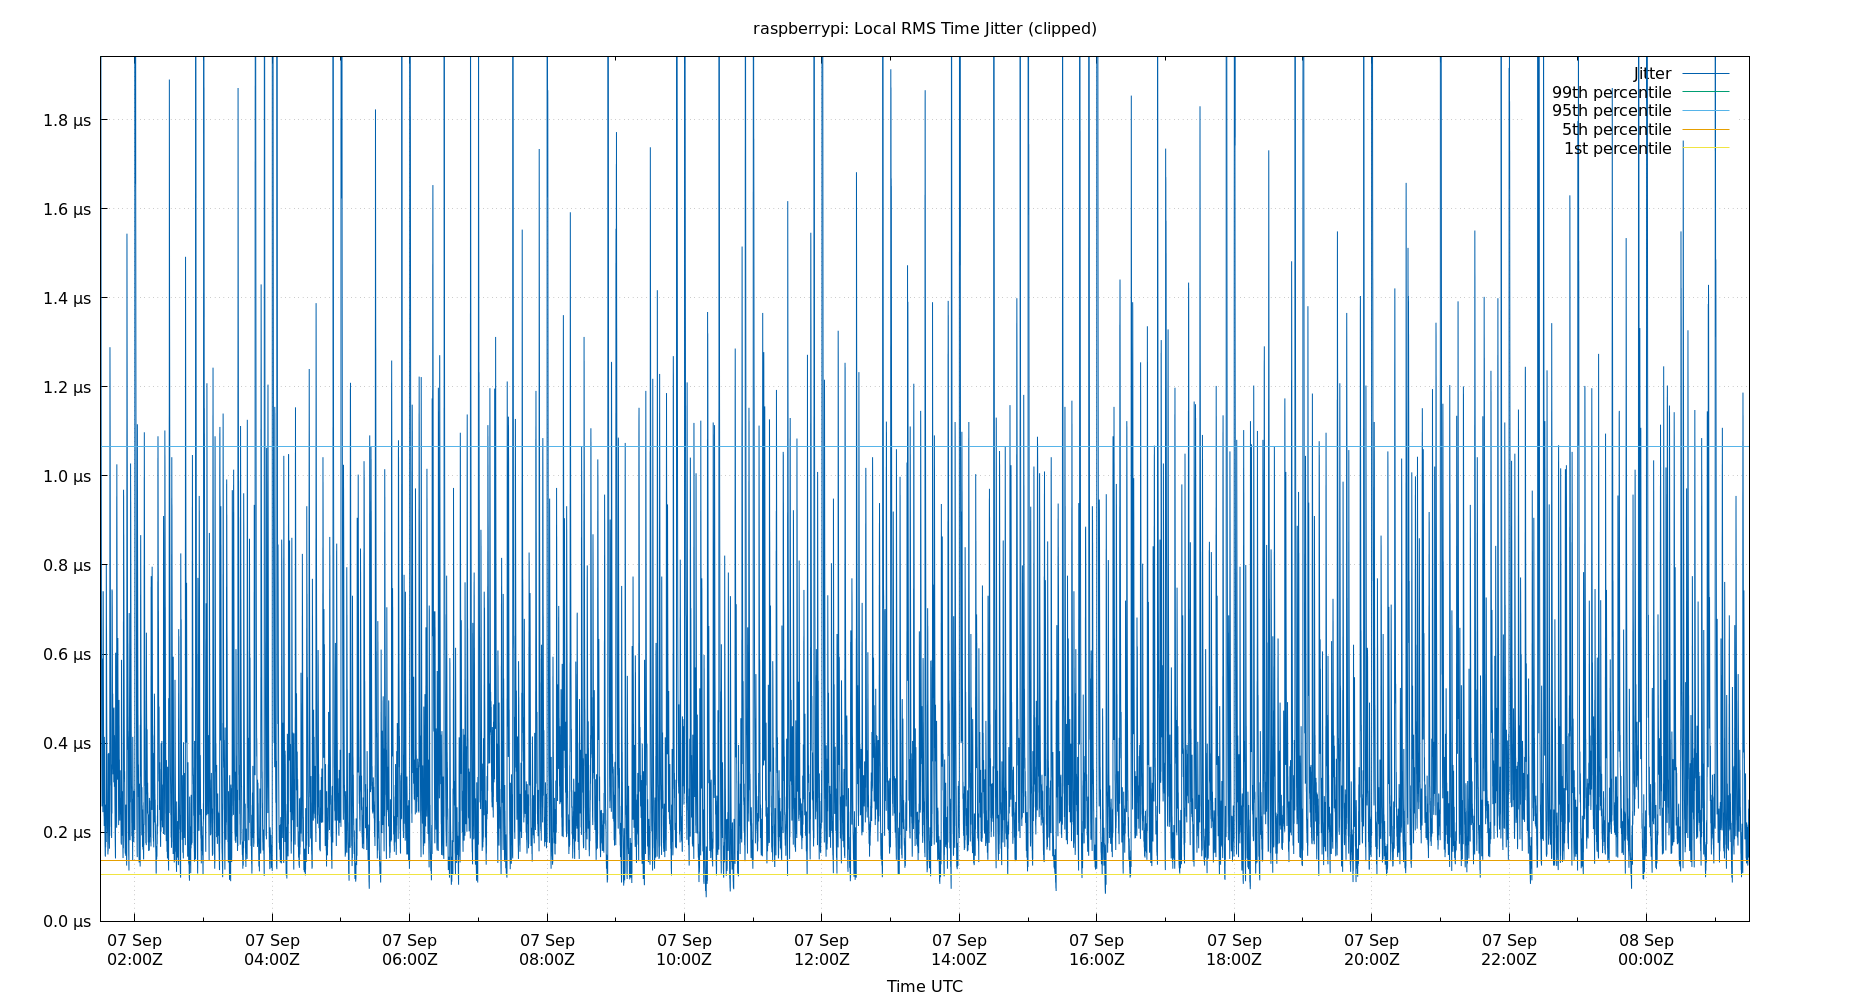 raspberrypi: Local RMS Time Jitter (clipped)
Jitter
99th percentile
95th percentile
5th percentile
1st percentile
1.8 µs
1.6 µs
1.4 µs
1.2 µs
1.0 µs
0.8 µs
0.6 µs
0.4 µs
0.2 µs
0.0 µs
07 Sep 07 Sep 07 Sep 07 Sep 07 Sep 07 Sep 07 Sep 07 Sep 07 Sep 07 Sep 07 Sep 08 Sep
02:00Z 04:00Z 06:00Z 08:00Z 10:00Z 12:00Z 14:00Z 16:00Z 18:00Z 20:00Z 22:00Z 00:00Z
Time UTC